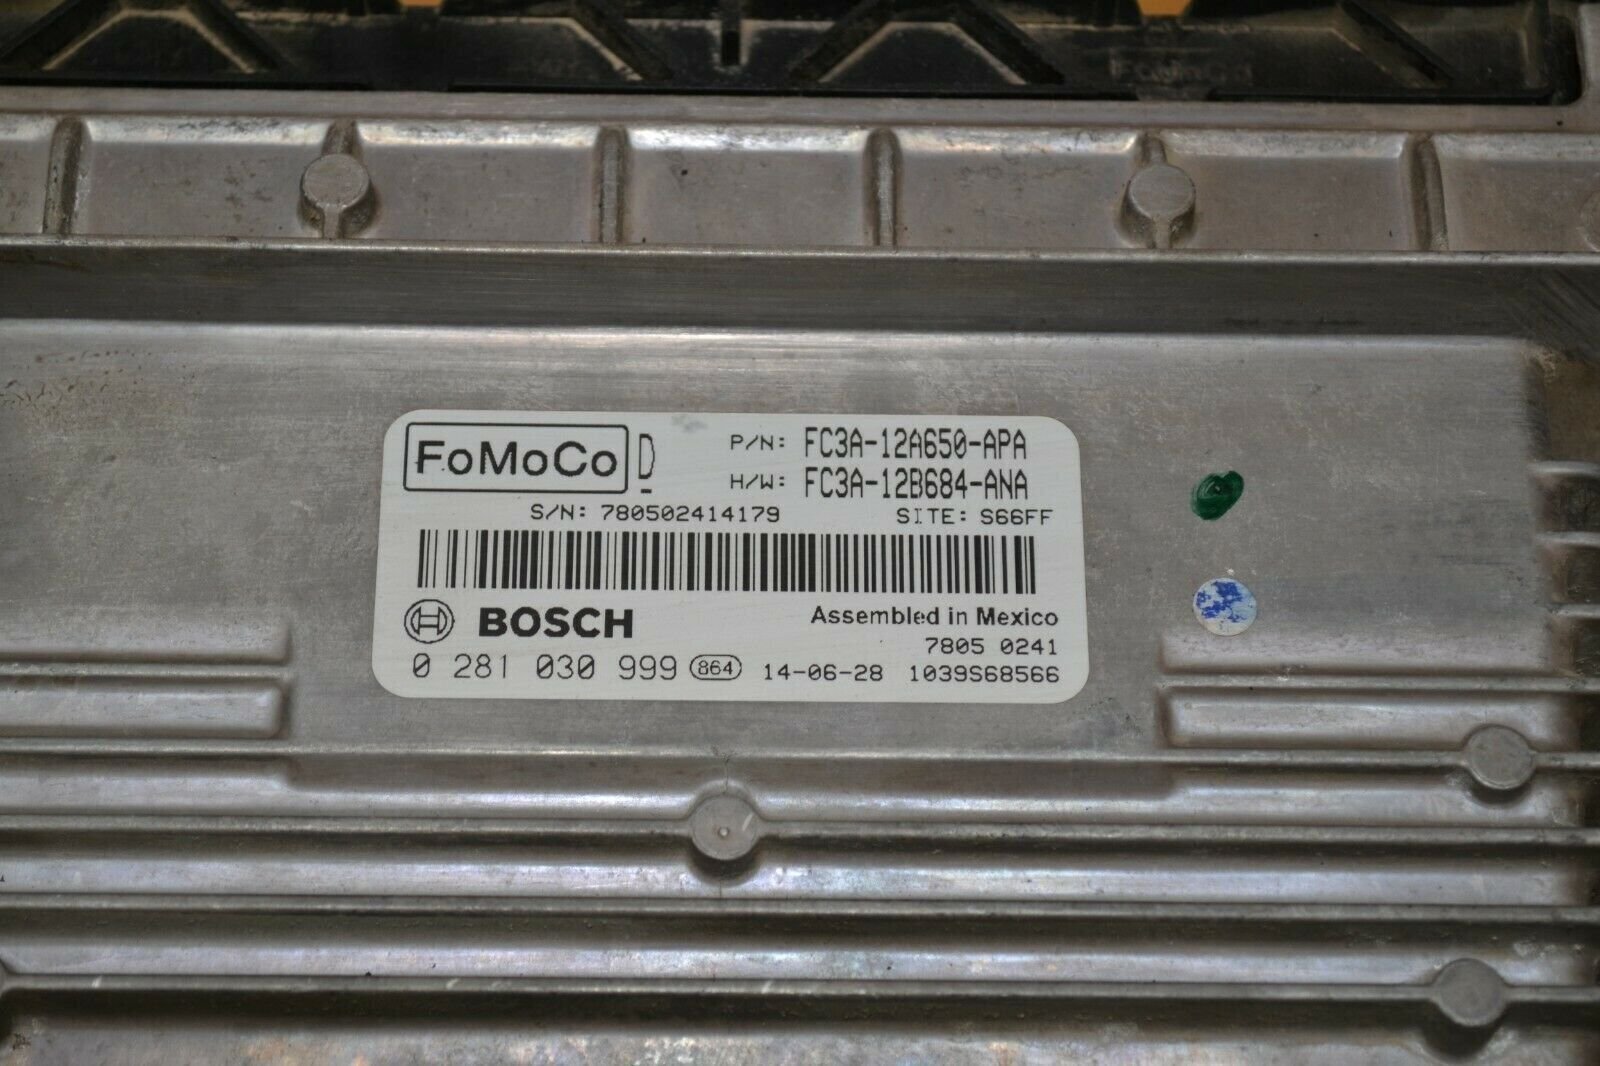 FoMoCo
FoMoCo D
P/N: FC3A-12A650-APA
H/W: FC3A-12B684-ANA
S/N: 780502414179 SITE: S66FF
BOSCH Assembled in Mexico
7805 0241
0 281 030 999 864 14-06-28 1039S68566